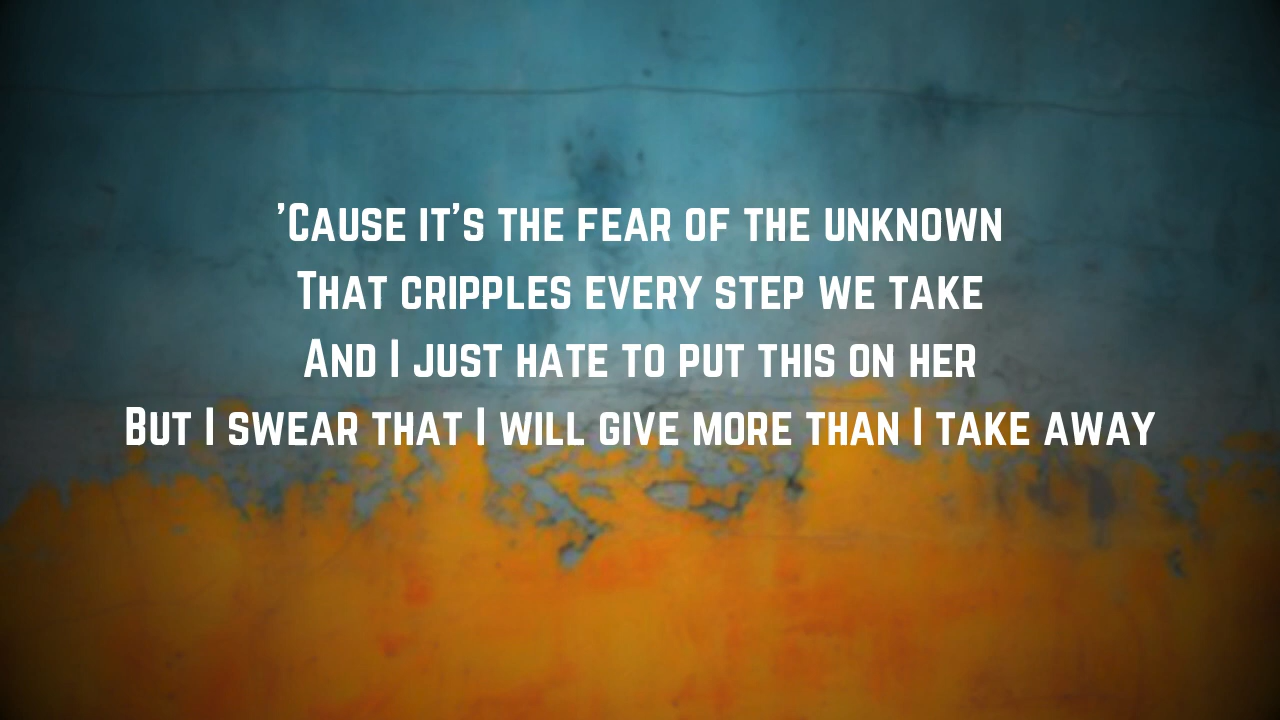 'Cause it's the fear of the unknown
That cripples every step we take
And I just hate to put this on her
But I swear that I will give more than I take away